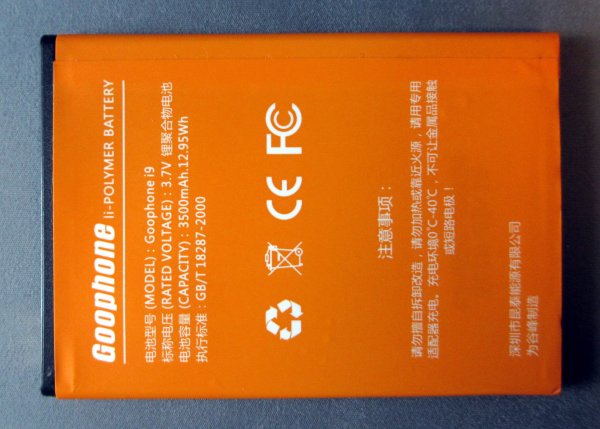 Goophone li-POLYMER BATTERY
电池型号 (MODEL) : Goophone i9
标称电压 (RATED VOLTAGE) : 3.7V 锂聚合物电池
电池容量 (CAPACITY) : 3500mAh.12.95Wh
执行标准: GB/T 18287-2000
CE FC
注意事项:
请勿擅自拆卸改造,请勿加热或靠近火源,请用专用
适配器充电,充电环境0℃-40℃,不可让金属品接触
或短路电极!
深圳市昆泰能源有限公司
为谷峰制造